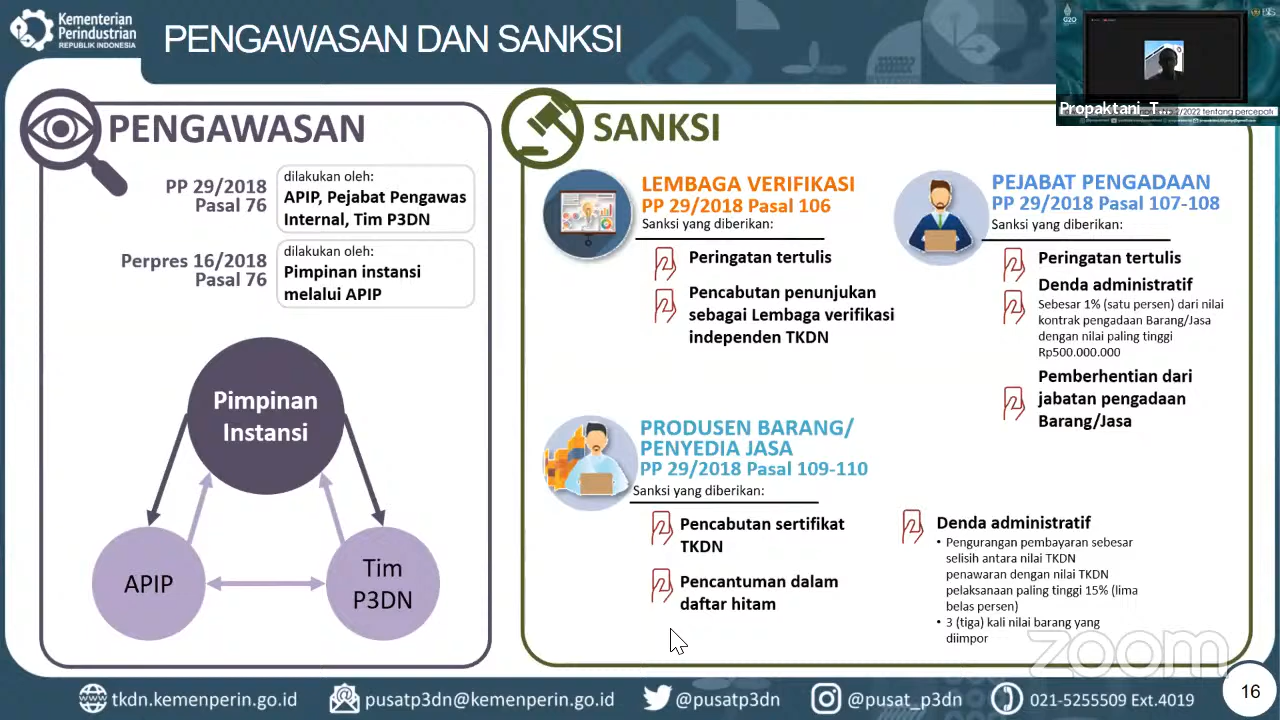 Kementerian
Perindustrian
REPUBLIK INDONESIA
PENGAWASAN DAN SANKSI
G20
Propaktani_T...
/2022 tentang percepat
PENGAWASAN
PP 29/2018
Pasal 76
dilakukan oleh:
APIP, Pejabat Pengawas
Internal, Tim P3DN
Perpres 16/2018
Pasal 76
dilakukan oleh:
Pimpinan instansi
melalui APIP
Pimpinan
Instansi
APIP
Tim
P3DN
SANKSI
LEMBAGA VERIFIKASI
PP 29/2018 Pasal 106
Sanksi yang diberikan:
Peringatan tertulis
Pencabutan penunjukan
sebagai Lembaga verifikasi
independen TKDN
PEJABAT PENGADAAN
PP 29/2018 Pasal 107-108
Sanksi yang diberikan:
Peringatan tertulis
Denda administratif
Sebesar 1% (satu persen) dari nilai
kontrak pengadaan Barang/Jasa
dengan nilai paling tinggi
Rp500.000.000
Pemberhentian dari
jabatan pengadaan
Barang/Jasa
PRODUSEN BARANG/
PENYEDIA JASA
PP 29/2018 Pasal 109-110
Sanksi yang diberikan:
Pencabutan sertifikat
TKDN
Pencantuman dalam
daftar hitam
Denda administratif
• Pengurangan pembayaran sebesar
selisih antara nilai TKDN
penawaran dengan nilai TKDN
pelaksanaan paling tinggi 15% (lima
belas persen)
• 3 (tiga) kali nilai barang yang
diimpor
zoom
tkdn.kemenperin.go.id
pusatp3dn@kemenperin.go.id
@pusatp3dn
@pusat_p3dn
021-5255509 Ext.4019
16